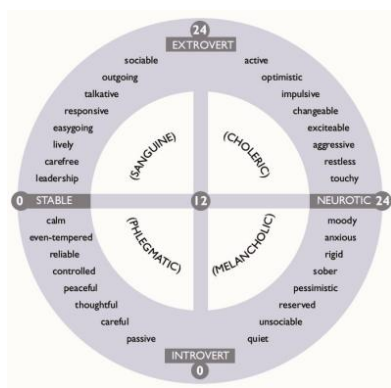 24
EXTROVERT
sociable
outgoing
talkative
responsive
easygoing
lively
carefree
leadership
active
optimistic
impulsive
changeable
exciteable
aggressive
restless
touchy
(SANGUINE)
(CHOLERIC)
0 STABLE
12
NEUROTIC 24
(PHLEGMATIC)
(MELANCHOLIC)
calm
even-tempered
reliable
controlled
peaceful
thoughtful
careful
passive
moody
anxious
rigid
sober
pessimistic
reserved
unsociable
quiet
INTROVERT
0